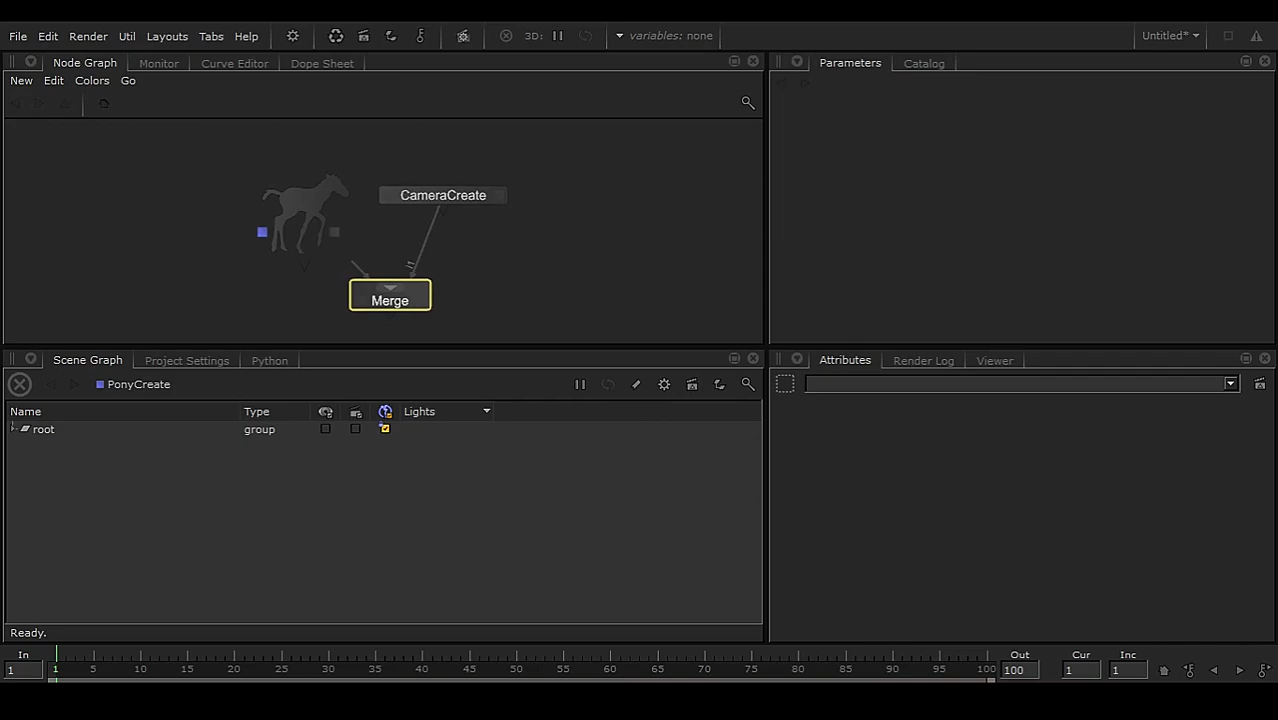 File Edit Render Util Layouts Tabs Help 3D: variables: none Untitled*
Node Graph Monitor Curve Editor Dope Sheet Parameters Catalog
New Edit Colors Go
CameraCreate
Merge
Scene Graph Project Settings Python Attributes Render Log Viewer
PonyCreate
Name Type Lights
root group
Ready.
In Out Cur Inc
1 1 5 10 15 20 25 30 35 40 45 50 55 60 65 70 75 80 85 90 95 100 100 1 1